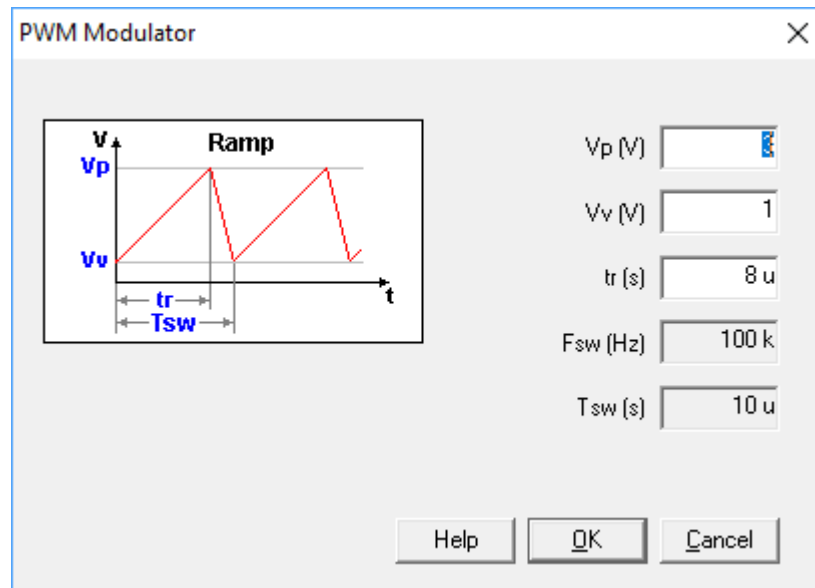 PWM Modulator
V
Ramp
Vp
Vv
tr
Tsw
t
Vp (V) 3
Vv (V) 1
tr (s) 8 u
Fsw (Hz) 100 k
Tsw (s) 10 u
Help
OK
Cancel